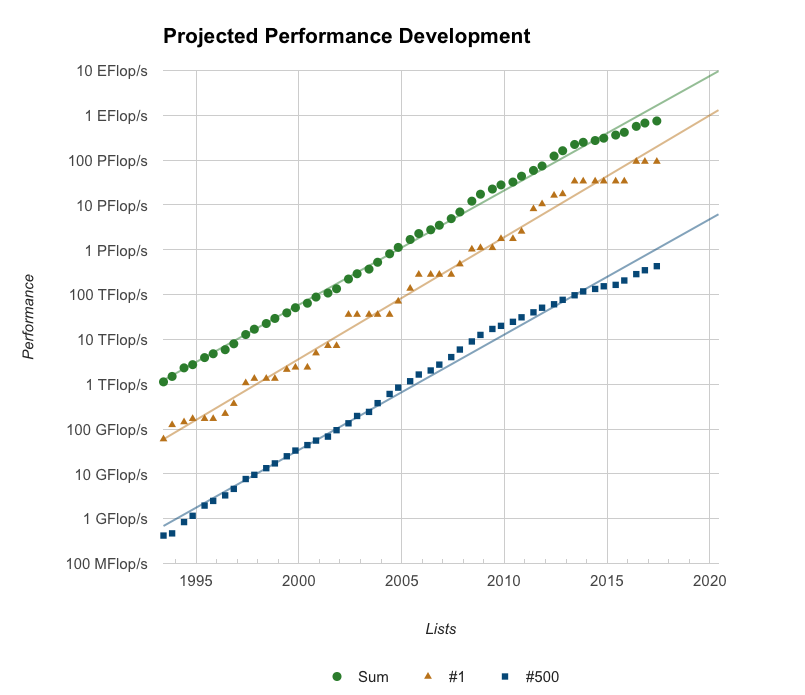 Projected Performance Development
10 EFlop/s
1 EFlop/s
100 PFlop/s
10 PFlop/s
1 PFlop/s
100 TFlop/s
10 TFlop/s
1 TFlop/s
100 GFlop/s
10 GFlop/s
1 GFlop/s
100 MFlop/s
Performance
1995 2000 2005 2010 2015 2020
Lists
Sum #1 #500